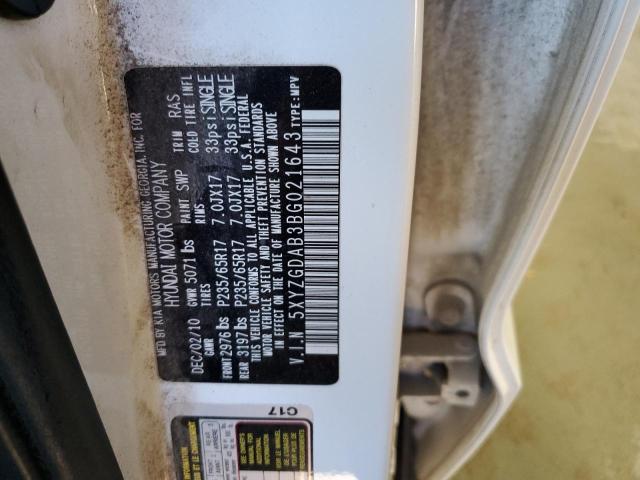 MFG. BY KIA MOTORS MANUFACTURING GEORGIA, INC. FOR
HYUNDAI MOTOR COMPANY
DEC/02/10 PAINT SWP TRIM RAS
GVWR 5071 lbs
GAWR TIRES RIMS COLD TIRE INFL
FRONT 2976 lbs P235/65R17 7.0JX17 33psi SINGLE
REAR 3197 lbs P235/65R17 7.0JX17 33psi SINGLE
THIS VEHICLE CONFORMS TO ALL APPLICABLE U.S.A. FEDERAL
MOTOR VEHICLE SAFETY AND THEFT PREVENTION STANDARDS
IN EFFECT ON THE DATE OF MANUFACTURE SHOWN ABOVE
V.I.N 5XYZGDAB3BG021643 TYPE:MPV
C17